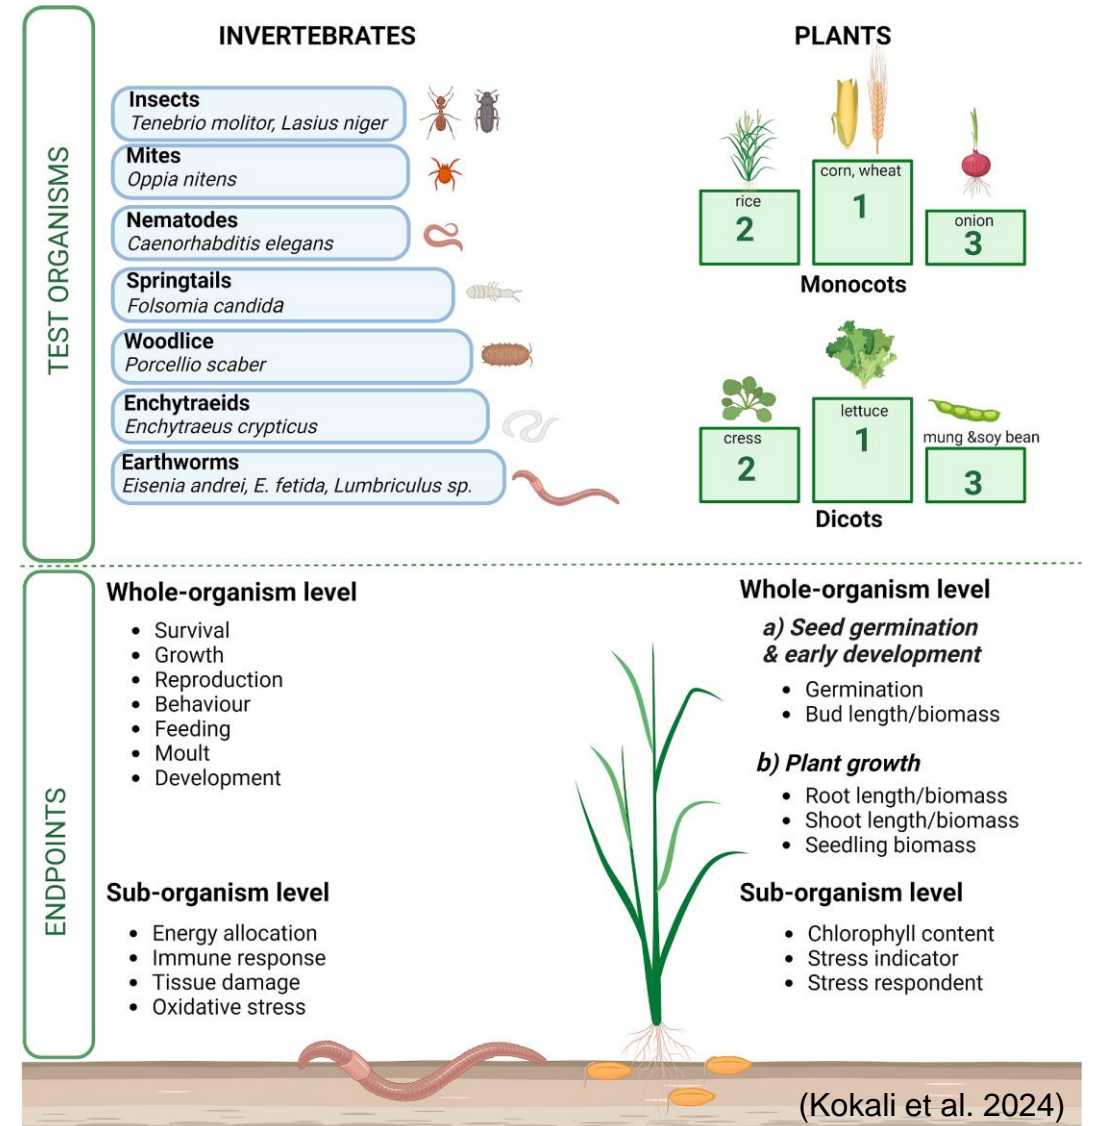 TEST ORGANISMS
INVERTEBRATES
Insects
Tenebrio molitor, Lasius niger
Mites
Oppia nitens
Nematodes
Caenorhabditis elegans
Springtails
Folsomia candida
Woodlice
Porcellio scaber
Enchytraeids
Enchytraeus crypticus
Earthworms
Eisenia andrei, E. fetida, Lumbriculus sp.
PLANTS
corn, wheat
1
rice
2
onion
3
Monocots
lettuce
1
cress
2
mung &soy bean
3
Dicots
ENDPOINTS
Whole-organism level
• Survival
• Growth
• Reproduction
• Behaviour
• Feeding
• Moult
• Development
Sub-organism level
• Energy allocation
• Immune response
• Tissue damage
• Oxidative stress
Whole-organism level
a) Seed germination
& early development
• Germination
• Bud length/biomass
b) Plant growth
• Root length/biomass
• Shoot length/biomass
• Seedling biomass
Sub-organism level
• Chlorophyll content
• Stress indicator
• Stress respondent
(Kokali et al. 2024)